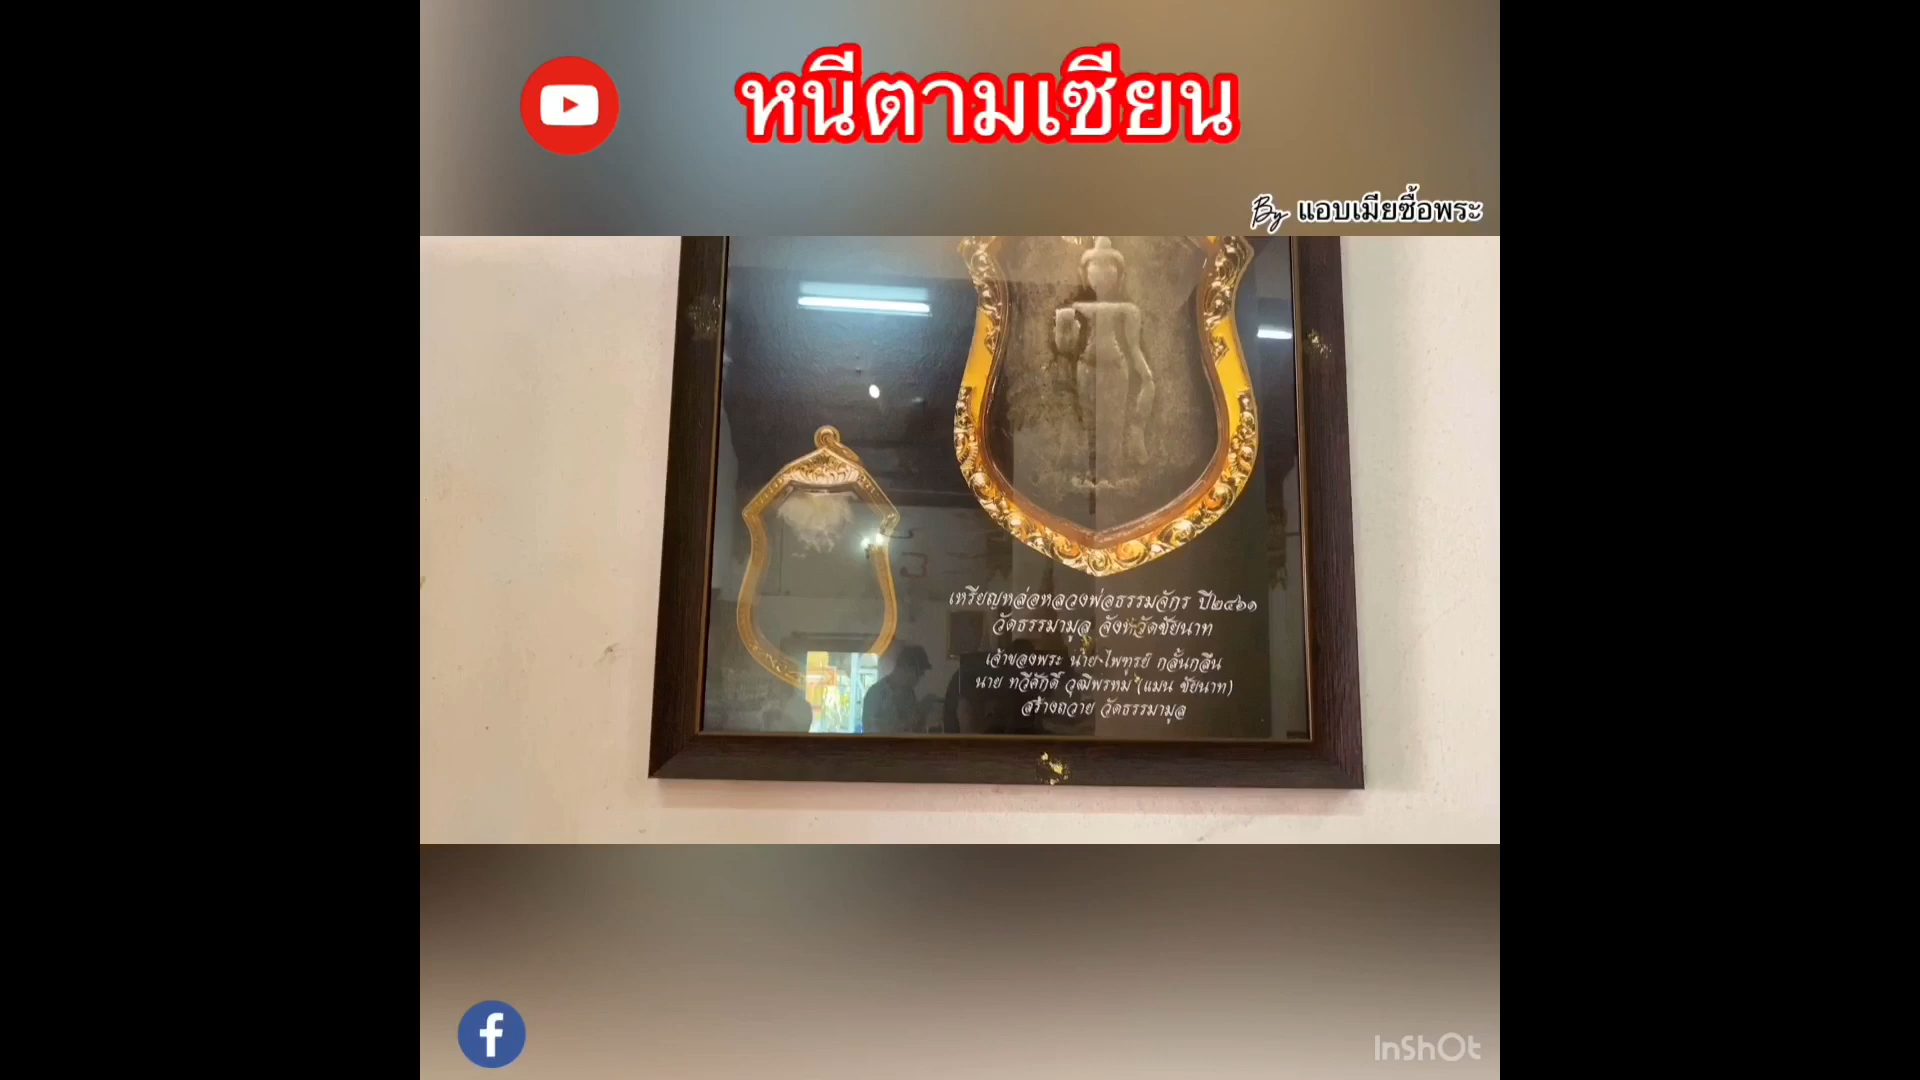 หนีตามเซียน
By แอบเมียซื้อพระ
เหรียญหล่อหลวงพ่อธรรมจักร ปี๒๔๖๑
วัดธรรมามูล จังหวัดชัยนาท
เจ้าของพระ นายไพฑูรย์ กลั้นกลืน
นาย ทวีศักดิ์ วุฒิพรหม (แมน ชัยนาท)
สร้างถวาย วัดธรรมามูล
InShOt